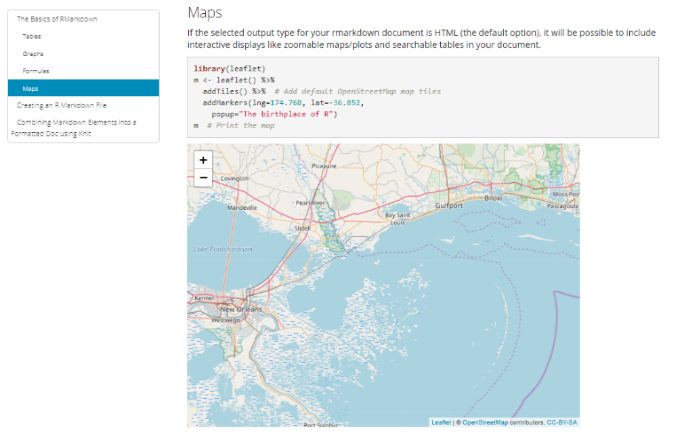 The Basics of RMarkdown
Tables
Graphs
Formulas
Maps
Creating an R Markdown File
Combining Markdown Elements into a
Formatted Doc using Knit
Maps
If the selected output type for your rmarkdown document is HTML (the default option), it will be possible to include
interactive displays like zoomable maps/plots and searchable tables in your document.
library(leaflet)
m <- leaflet() %>%
addTiles() %>% # Add default OpenStreetMap map tiles
addMarkers(lng=174.768, lat=-36.852,
popup="The birthplace of R")
m # Print the map
+
−
Picayune
Covington
Mandeville
Pearl River
Slidell
Bay Saint
Louis
Gulfport
Biloxi
Moss Poi
Pascagoula
Lake Pontchartrain
Kenner
New Orleans
Westwego
Port Sulphur
Leaflet | © OpenStreetMap contributors, CC-BY-SA